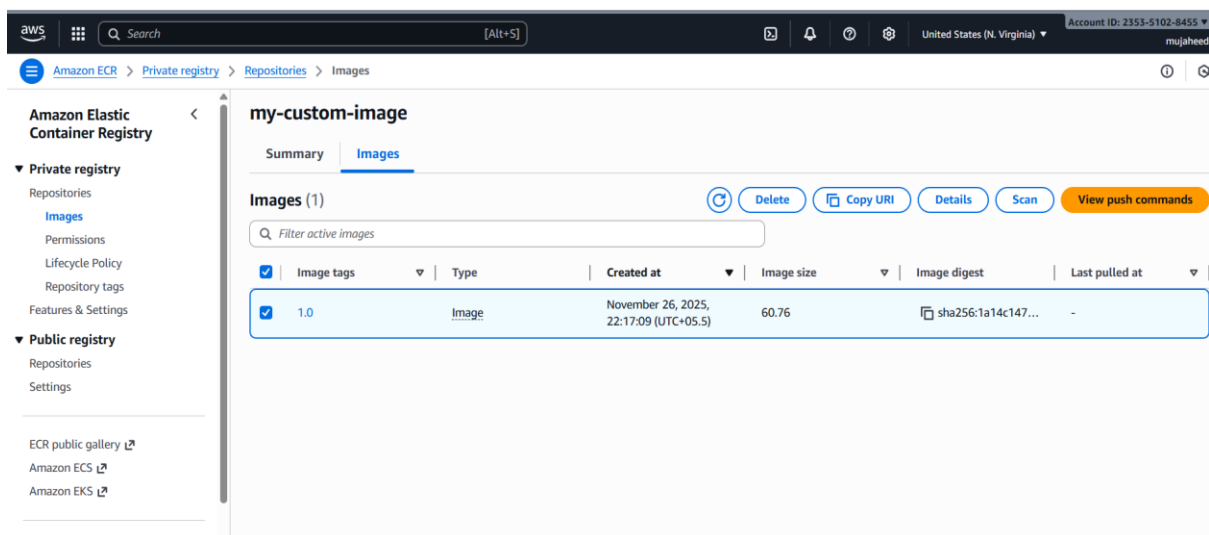 aws
Search
[Alt+S]
United States (N. Virginia)
Account ID: 2353-5102-8455
mujaheed
Amazon ECR > Private registry > Repositories > Images
Amazon Elastic
Container Registry
Private registry
Repositories
Images
Permissions
Lifecycle Policy
Repository tags
Features & Settings
Public registry
Repositories
Settings
ECR public gallery
Amazon ECS
Amazon EKS
my-custom-image
Summary
Images
Images (1)
Delete
Copy URI
Details
Scan
View push commands
Filter active images
Image tags
Type
Created at
Image size
Image digest
Last pulled at
1.0
Image
November 26, 2025,
22:17:09 (UTC+05.5)
60.76
sha256:1a14c147...
-